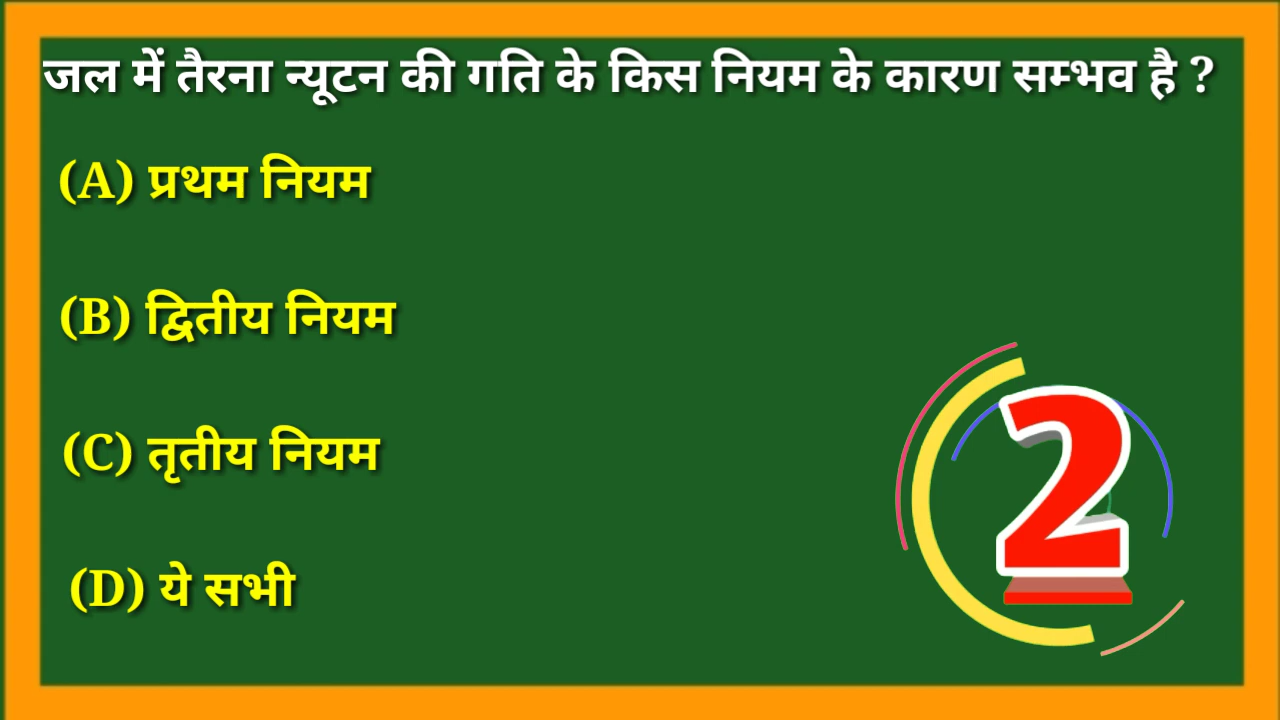 जल में तैरना न्यूटन की गति के किस नियम के कारण सम्भव है ?
(A) प्रथम नियम
(B) द्वितीय नियम
(C) तृतीय नियम
(D) ये सभी
2